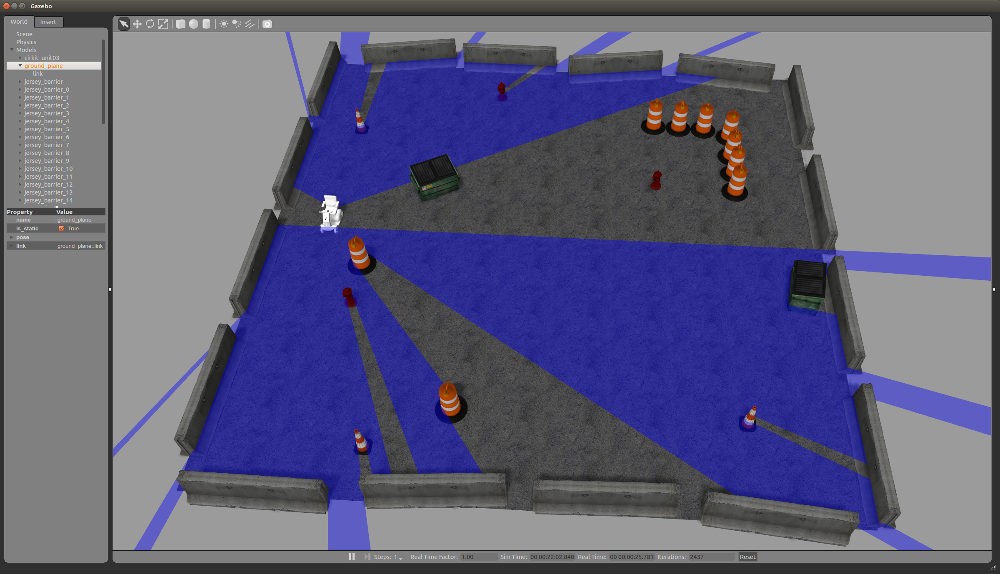 Gazebo
World Insert
Scene
Physics
Models
cirkit_unit03
ground_plane
link
jersey_barrier
jersey_barrier_0
jersey_barrier_1
jersey_barrier_2
jersey_barrier_3
jersey_barrier_4
jersey_barrier_5
jersey_barrier_6
jersey_barrier_7
jersey_barrier_8
jersey_barrier_9
jersey_barrier_10
jersey_barrier_11
jersey_barrier_12
jersey_barrier_13
jersey_barrier_14
Property Value
name ground_plane
is_static True
pose
link ground_plane::link
Steps: 1 Real Time Factor: 1.00 Sim Time: 00 00:22:02.840 Real Time: 00 00:00:25.781 Iterations: 2437 Reset